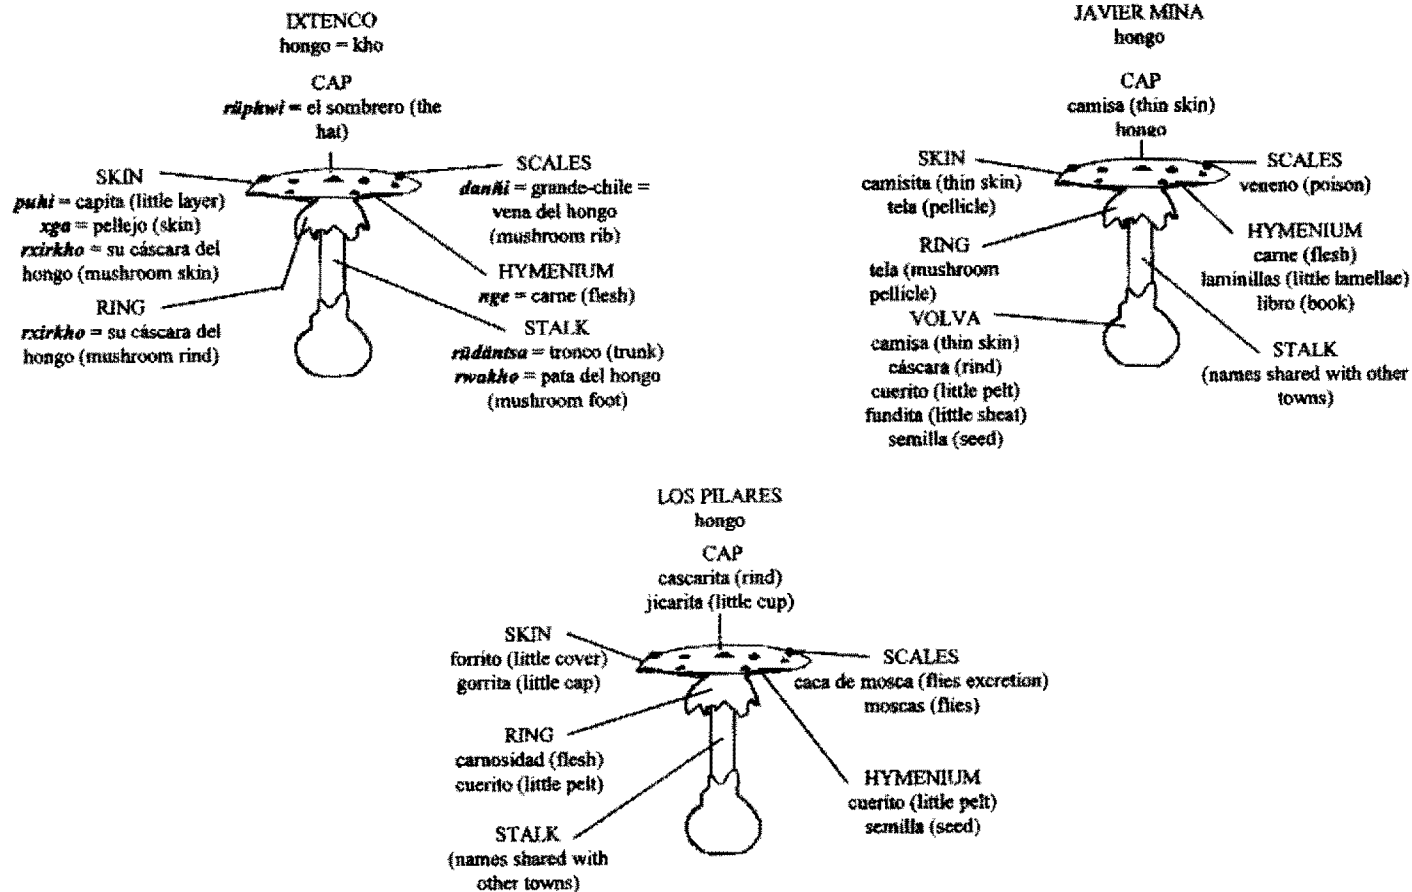 IXTENCO
hongo = kho
CAP
rüphwi = el sombrero (the
hat)
SKIN
puhi = capita (little layer)
xga = pellejo (skin)
rxirkho = su cáscara del
hongo (mushroom skin)
RING
rxirkho = su cáscara del
hongo (mushroom rind)
SCALES
danñi = grande-chile =
vena del hongo
(mushroom rib)
HYMENIUM
nge = carne (flesh)
STALK
rüdäntsa = tronco (trunk)
rwakho = pata del hongo
(mushroom foot)
JAVIER MINA
hongo
CAP
camisa (thin skin)
hongo
SKIN
camisita (thin skin)
tela (pellicle)
RING
tela (mushroom
pellicle)
VOLVA
camisa (thin skin)
cáscara (rind)
cuerito (little pelt)
fundita (little sheat)
semilla (seed)
SCALES
veneno (poison)
HYMENIUM
carne (flesh)
laminillas (little lamellae)
libro (book)
STALK
(names shared with other
towns)
LOS PILARES
hongo
CAP
cascarita (rind)
jicarita (little cup)
SKIN
forrito (little cover)
gorrita (little cap)
RING
carnosidad (flesh)
cuerito (little pelt)
STALK
(names shared with
other towns)
SCALES
caca de mosca (flies excretion)
moscas (flies)
HYMENIUM
cuerito (little pelt)
semilla (seed)